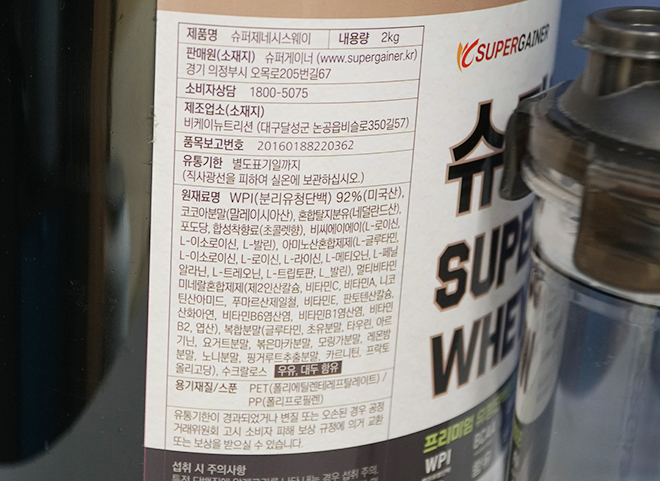 제품명 슈퍼제네시스웨이 내용량 2kg
판매원(소재지) 슈퍼게이너 (www.supergainer.kr)
경기 의정부시 오목로205번길67
소비자상담 1800-5075
제조업소(소재지)
비케이뉴트리션 (대구달성군 논공읍비슬로350길57)
품목보고번호 20160188220362
유통기한 별도표기일까지
(직사광선을 피하여 실온에 보관하십시오.)
원재료명 WPI(분리유청단백) 92%(미국산),
코코아분말(말레이시아산), 혼합탈지분유(네덜란드산),
포도당, 합성착향료(초콜렛향), 비씨에이에이(L-로이신,
L-이소로이신, L-발린), 아미노산혼합제제(L-글루타민,
L-이소로이신, L-로이신, L-라이신, L-메티오닌, L-페닐
알라닌, L-트레오닌, L-트립토판, L_발린), 멀티비타민
미네랄혼합제제(제2인산칼슘, 비타민C, 비타민A, 니코
틴산아미드, 푸마르산제일철, 비타민E, 판토텐산칼슘,
산화아연, 비타민B6염산염, 비타민B1염산염, 비타민
B2, 엽산), 복합분말(글루타민, 초유분말, 타우린, 아르
기닌, 요거트분말, 볶은마카분말, 모링가분말, 레몬밤
분말, 노니분말, 핑거루트추출분말, 카르니틴, 프락토
올리고당), 수크랄로스 우유, 대두 함유
용기재질/스푼 PET(폴리에틸렌테레프탈레이트) /
PP(폴리프로필렌)
유통기한이 경과되었거나 변질 또는 오손된 경우 공정
거래위원회 고시 소비자 피해 보상 규정에 의거 교환
또는 보상을 받으실 수 있습니다.
섭취 시 주의사항
SUPERGAINER
슈
SUPE
WHE
프리미엄
WPI